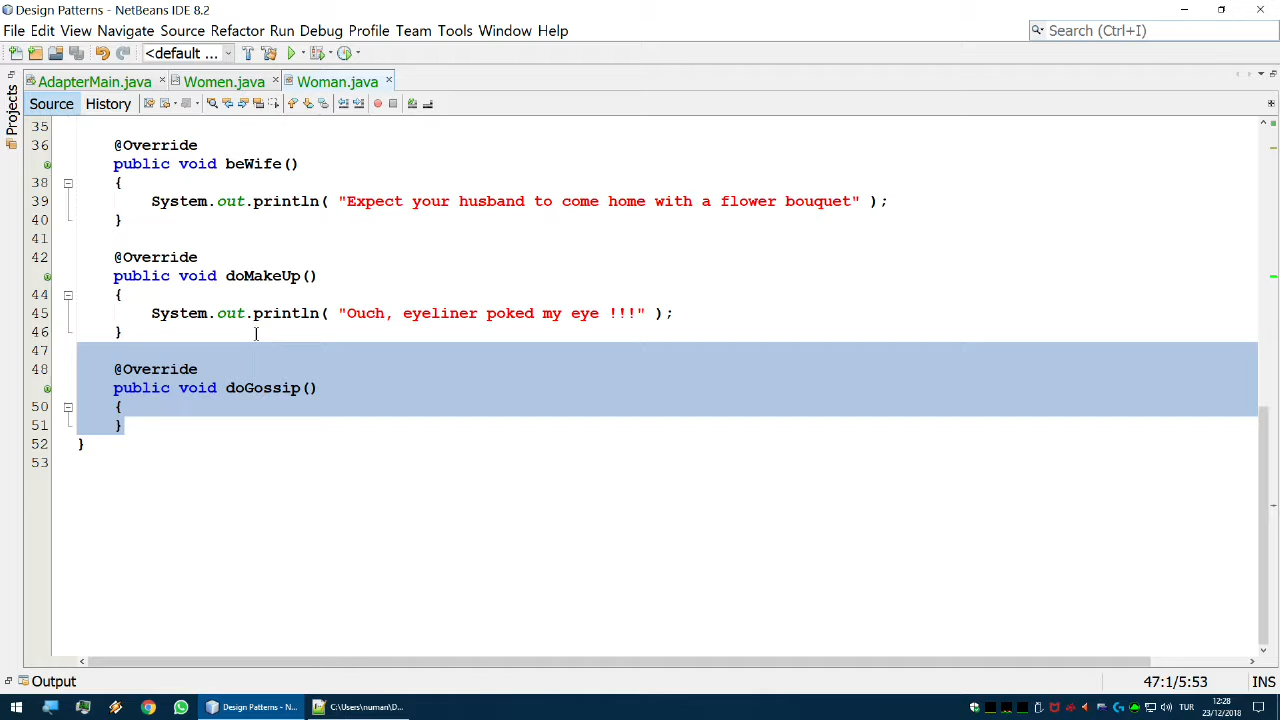 Design Patterns - NetBeans IDE 8.2
File Edit View Navigate Source Refactor Run Debug Profile Team Tools Window Help
Search (Ctrl+I)
<default ...
AdapterMain.java Women.java Woman.java
Projects
Source History
35
36 @Override
public void beWife()
38 {
39 System.out.println( "Expect your husband to come home with a flower bouquet" );
40 }
41
42 @Override
public void doMakeUp()
44 {
45 System.out.println( "Ouch, eyeliner poked my eye !!!" );
46 }
47
48 @Override
public void doGossip()
50 {
51 }
52 }
53
Output
47:1/5:53 INS
Design Patterns - N...
C:\Users\numan\D...
TUR
12:28
23/12/2018